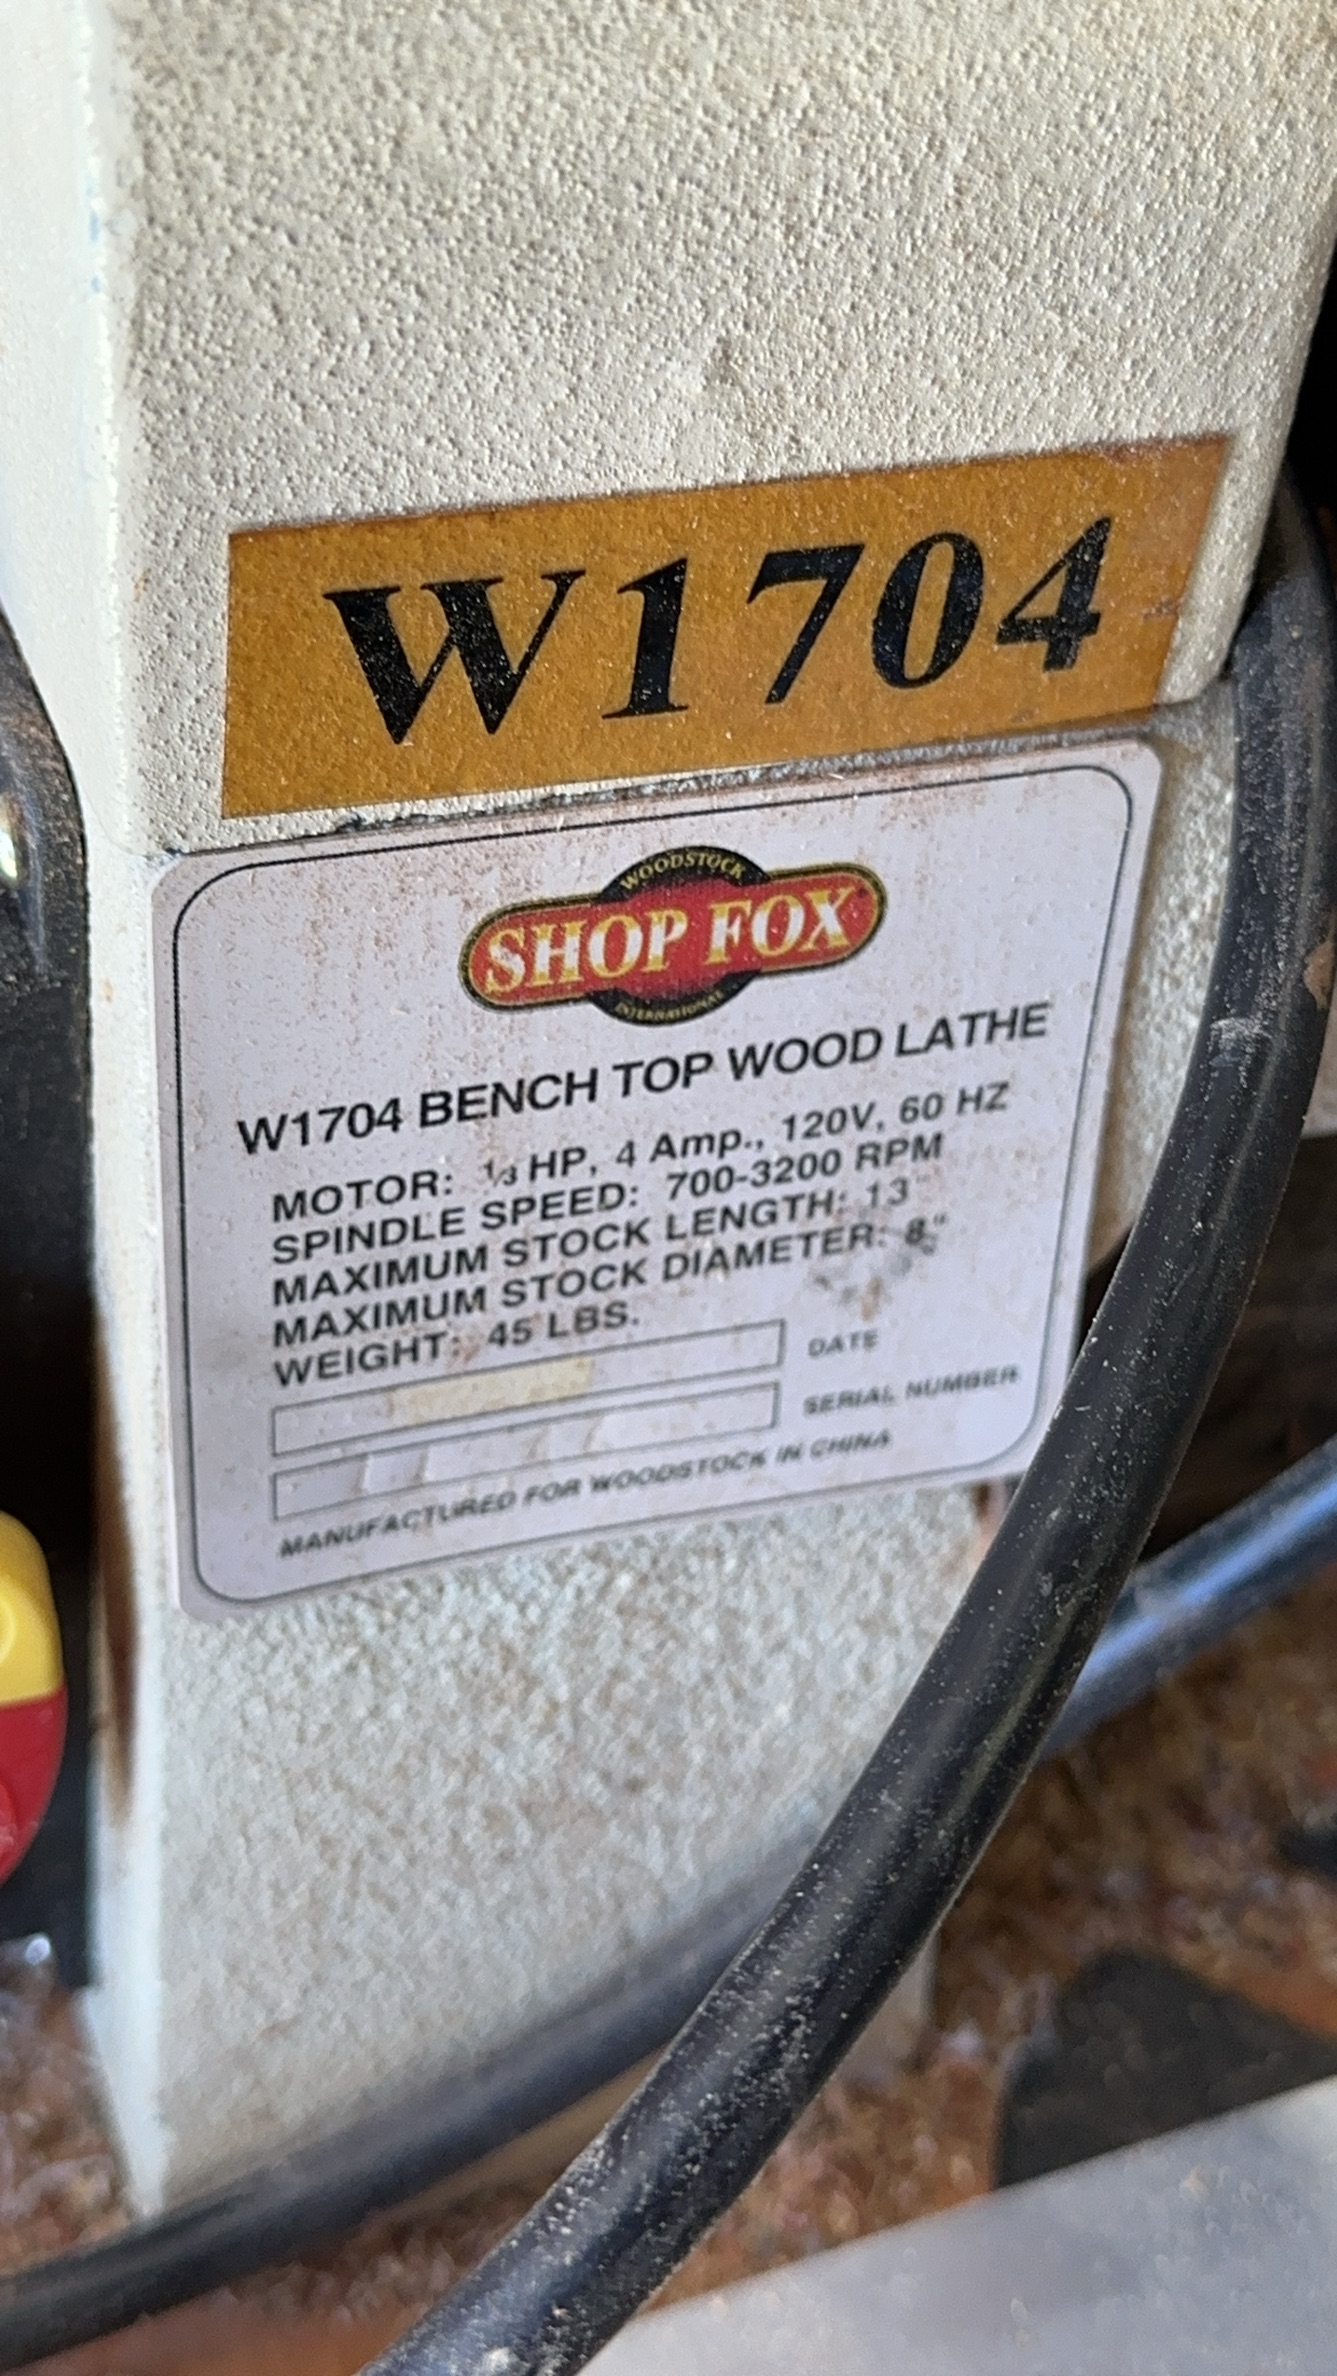 W1704
WOODSTOCK
SHOP FOX
INTERNATIONAL
W1704 BENCH TOP WOOD LATHE
MOTOR: ⅓ HP, 4 Amp., 120V, 60 HZ
SPINDLE SPEED: 700-3200 RPM
MAXIMUM STOCK LENGTH: 13"
MAXIMUM STOCK DIAMETER: 8"
WEIGHT: 45 LBS.
DATE
SERIAL NUMBER
MANUFACTURED FOR WOODSTOCK IN CHINA